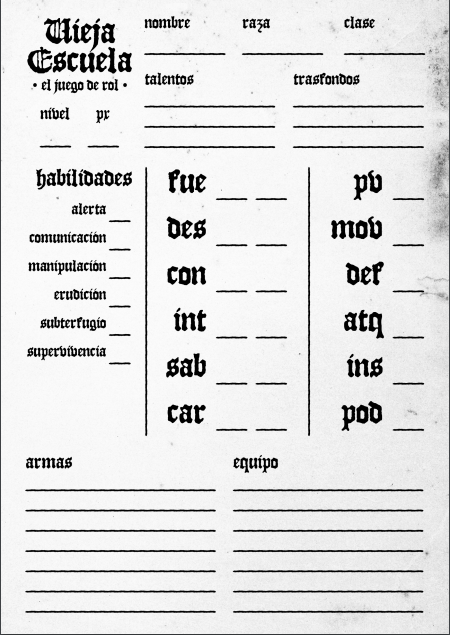 Vieja
Escuela
• el juego de rol •
nivel px
nombre raza clase
talentos trasfondos
habilidades
alerta
comunicación
manipulación
erudición
subterfugio
supervivencia
fue
des
con
int
sab
car
pv
mov
def
atq
ins
pod
armas equipo